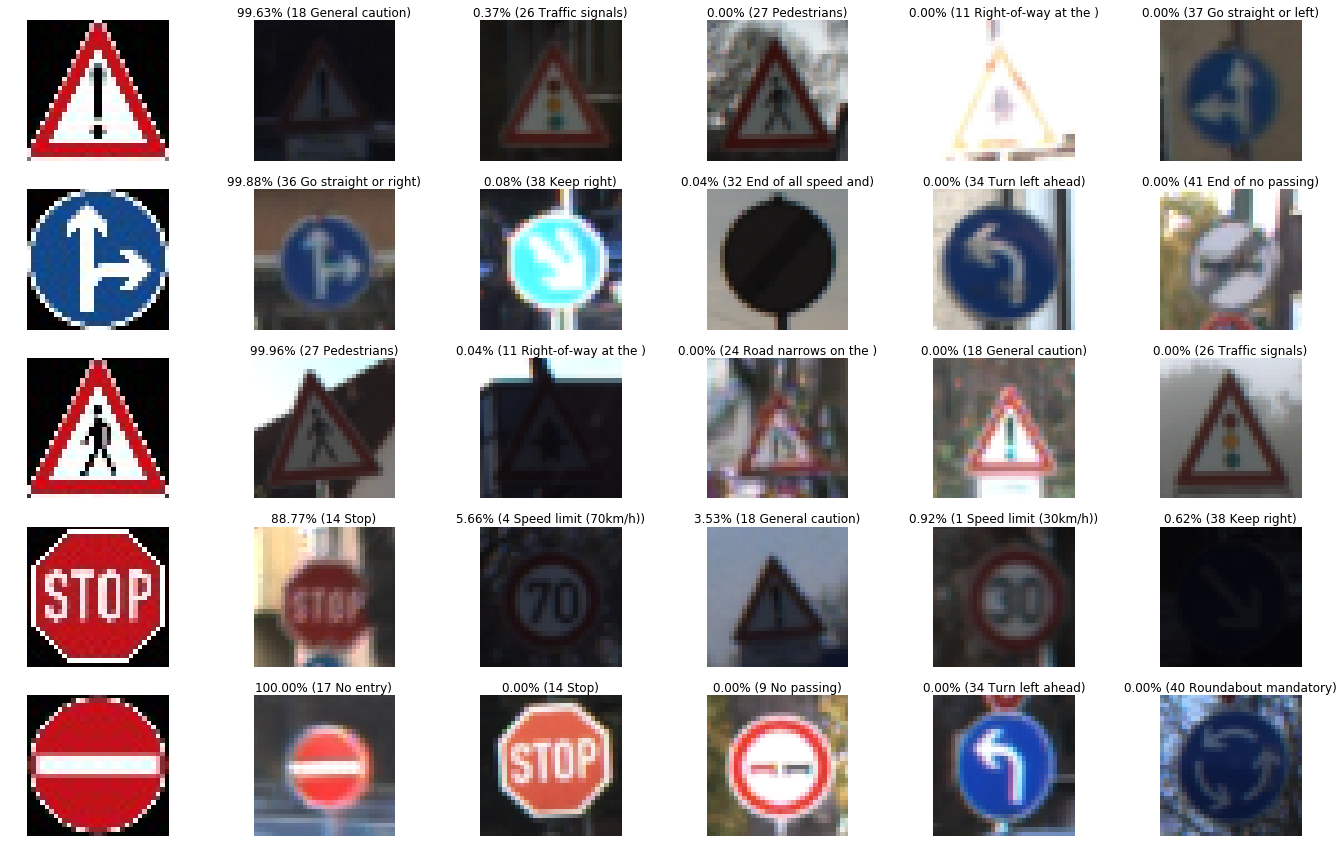 99.63% (18 General caution)
0.37% (26 Traffic signals)
0.00% (27 Pedestrians)
0.00% (11 Right-of-way at the )
0.00% (37 Go straight or left)
99.88% (36 Go straight or right)
0.08% (38 Keep right)
0.04% (32 End of all speed and)
0.00% (34 Turn left ahead)
0.00% (41 End of no passing)
99.96% (27 Pedestrians)
0.04% (11 Right-of-way at the )
0.00% (24 Road narrows on the )
0.00% (18 General caution)
0.00% (26 Traffic signals)
88.77% (14 Stop)
5.66% (4 Speed limit (70km/h))
3.53% (18 General caution)
0.92% (1 Speed limit (30km/h))
0.62% (38 Keep right)
STOP
STOP
70
30
100.00% (17 No entry)
0.00% (14 Stop)
0.00% (9 No passing)
0.00% (34 Turn left ahead)
0.00% (40 Roundabout mandatory)
STOP